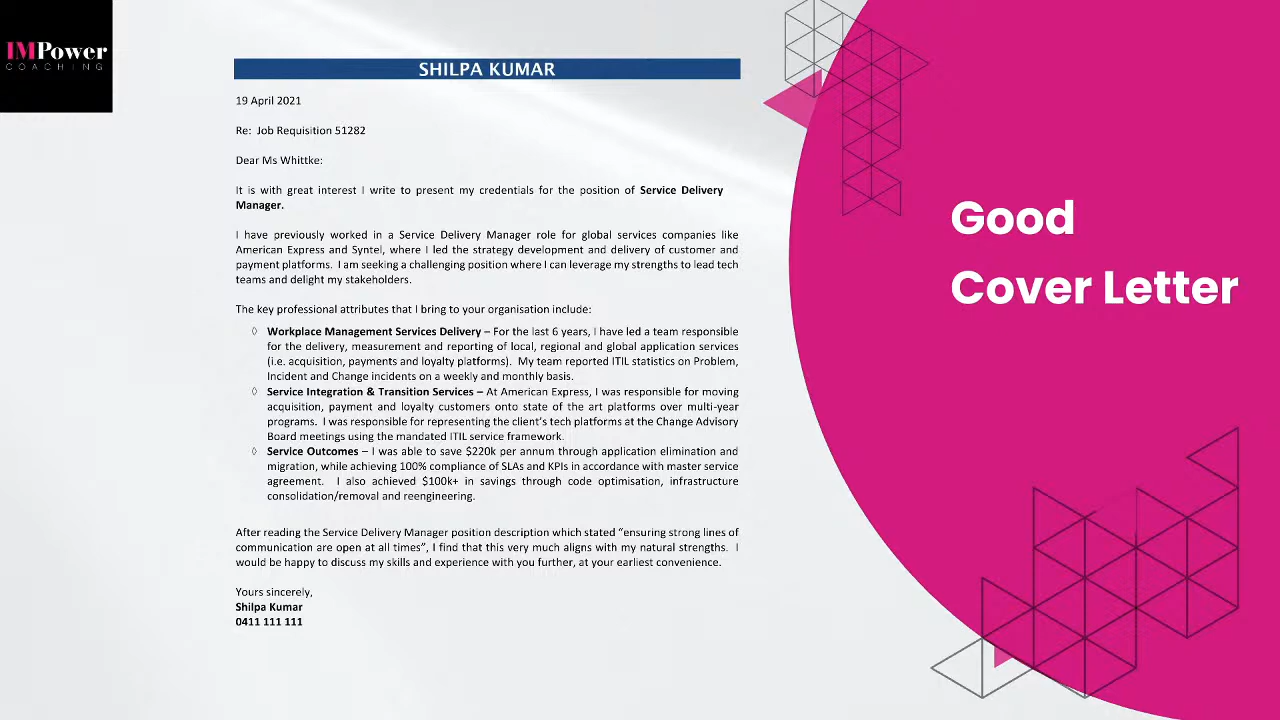 IMPower
COACHING
SHILPA KUMAR
19 April 2021
Re: Job Requisition 51282
Dear Ms Whittke:
It is with great interest I write to present my credentials for the position of Service Delivery
Manager.
I have previously worked in a Service Delivery Manager role for global services companies like
American Express and Syntel, where I led the strategy development and delivery of customer and
payment platforms. I am seeking a challenging position where I can leverage my strengths to lead tech
teams and delight my stakeholders.
The key professional attributes that I bring to your organisation include:
◊ Workplace Management Services Delivery – For the last 6 years, I have led a team responsible
for the delivery, measurement and reporting of local, regional and global application services
(i.e. acquisition, payments and loyalty platforms). My team reported ITIL statistics on Problem,
Incident and Change incidents on a weekly and monthly basis.
◊ Service Integration & Transition Services – At American Express, I was responsible for moving
acquisition, payment and loyalty customers onto state of the art platforms over multi-year
programs. I was responsible for representing the client's tech platforms at the Change Advisory
Board meetings using the mandated ITIL service framework.
◊ Service Outcomes – I was able to save $220k per annum through application elimination and
migration, while achieving 100% compliance of SLAs and KPIs in accordance with master service
agreement. I also achieved $100k+ in savings through code optimisation, infrastructure
consolidation/removal and reengineering.
After reading the Service Delivery Manager position description which stated “ensuring strong lines of
communication are open at all times”, I find that this very much aligns with my natural strengths. I
would be happy to discuss my skills and experience with you further, at your earliest convenience.
Yours sincerely,
Shilpa Kumar
0411 111 111
Good
Cover Letter